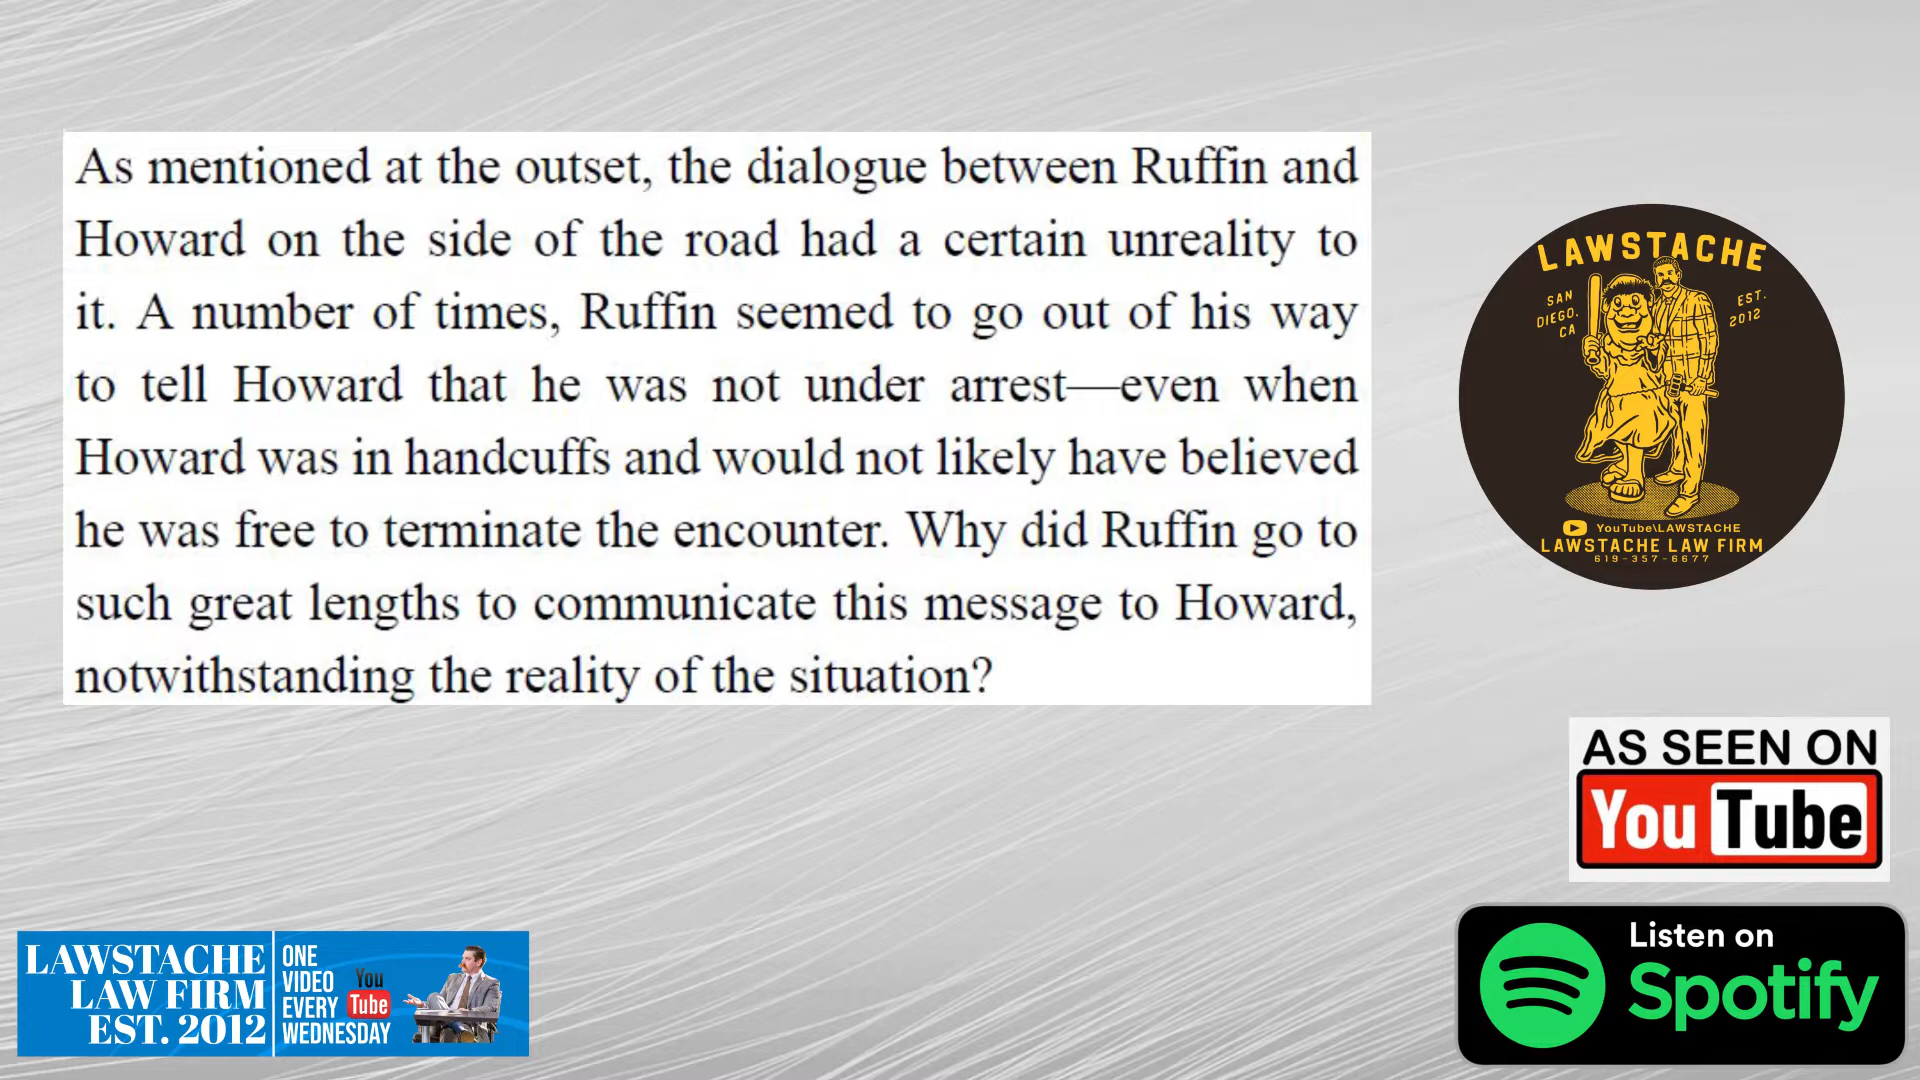 As mentioned at the outset, the dialogue between Ruffin and
Howard on the side of the road had a certain unreality to
it. A number of times, Ruffin seemed to go out of his way
to tell Howard that he was not under arrest—even when
Howard was in handcuffs and would not likely have believed
he was free to terminate the encounter. Why did Ruffin go to
such great lengths to communicate this message to Howard,
notwithstanding the reality of the situation?
LAWSTACHE
SAN
DIEGO,
CA
EST.
2012
YouTube\LAWSTACHE
LAWSTACHE LAW FIRM
619-357-6677
AS SEEN ON
YouTube
Listen on
Spotify
LAWSTACHE
LAW FIRM
EST. 2012
ONE
VIDEO
EVERY
WEDNESDAY
You
Tube